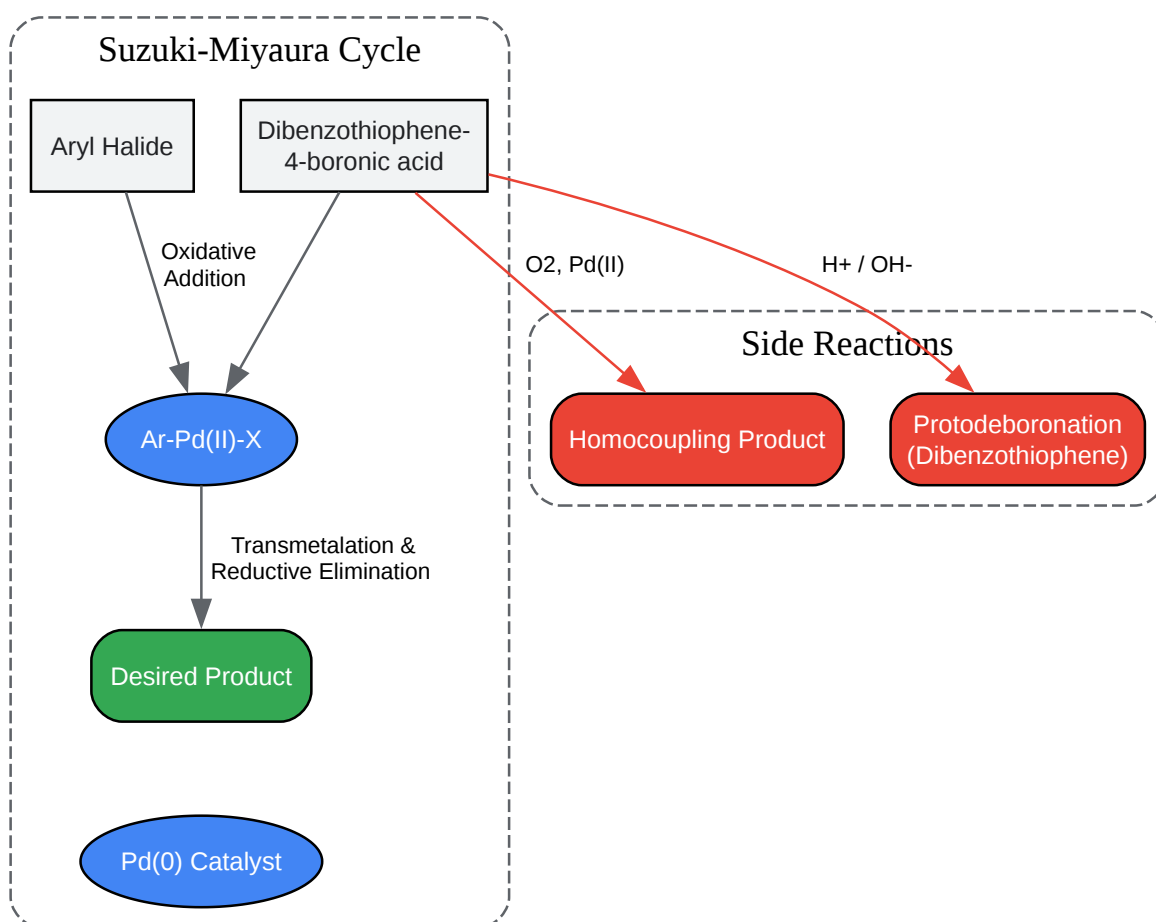 Suzuki-Miyaura Cycle
Aryl Halide
Dibenzothiophene-
4-boronic acid
Oxidative
Addition
O2, Pd(II)
H+ / OH-
Side Reactions
Ar-Pd(II)-X
Homocoupling Product
Protodeboronation
(Dibenzothiophene)
Transmetalation &
Reductive Elimination
Desired Product
Pd(0) Catalyst